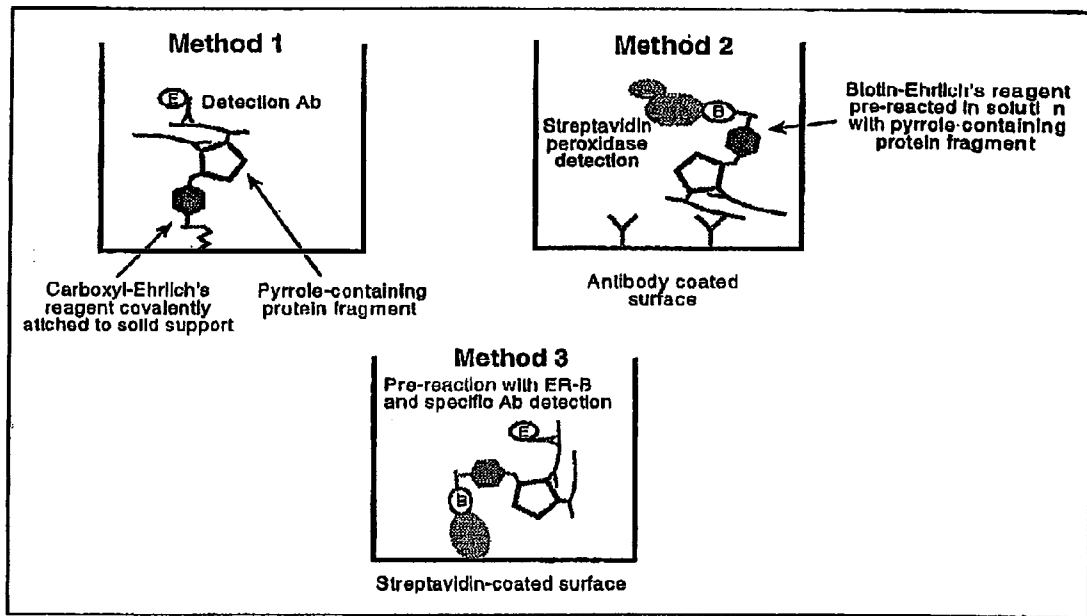 Method 1
E
Detection Ab
Carboxyl-Ehrlich's
reagent covalently
attched to solid support
Pyrrole-containing
protein fragment
Method 2
B
Streptavidin
peroxidase
detection
Biotin-Ehrlich's reagent
pre-reacted in soluti n
with pyrrole-containing
protein fragment
Antibody coated
surface
Method 3
Pre-reaction with ER-B
and specific Ab detection
E
B
Streptavidin-coated surface